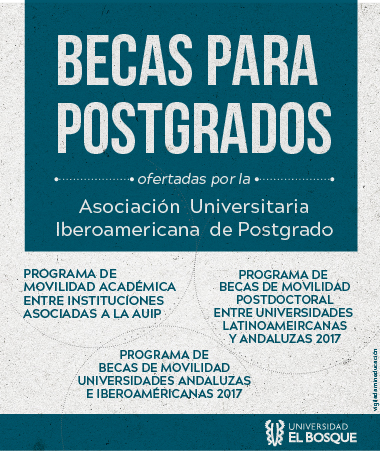 BECAS PARA
POSTGRADOS
ofertadas por la
Asociación Universitaria
Iberoamericana de Postgrado
PROGRAMA DE
MOVILIDAD ACADÉMICA
ENTRE INSTITUCIONES
ASOCIADAS A LA AUIP
PROGRAMA DE
BECAS DE MOVILIDAD
POSTDOCTORAL
ENTRE UNIVERSIDADES
LATINOAMEIRCANAS
Y ANDALUZAS 2017
PROGRAMA DE
BECAS DE MOVILIDAD
UNIVERSIDADES ANDALUZAS
E IBEROAMÉRICANAS 2017
vigilada mineducación
UNIVERSIDAD
EL BOSQUE